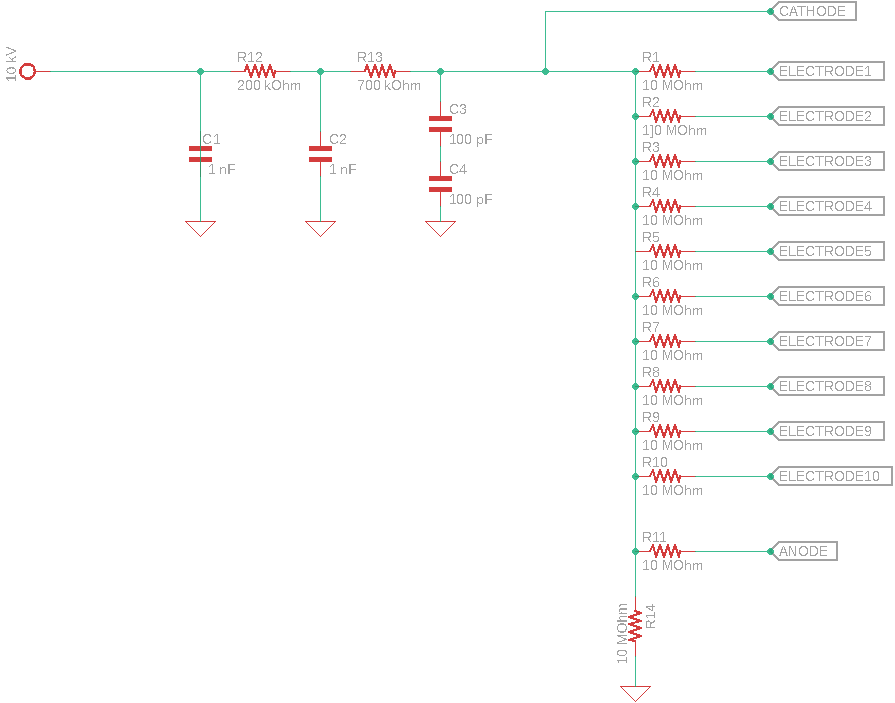 CATHODE
10 kV
R12
200 kOhm
R13
700 kOhm
R1
10 MOhm
ELECTRODE1
R2
1]0 MOhm
ELECTRODE2
C1
1 nF
C2
1 nF
C3
100 pF
C4
100 pF
R3
10 MOhm
ELECTRODE3
R4
10 MOhm
ELECTRODE4
R5
10 MOhm
ELECTRODE5
R6
10 MOhm
ELECTRODE6
R7
10 MOhm
ELECTRODE7
R8
10 MOhm
ELECTRODE8
R9
10 MOhm
ELECTRODE9
R10
10 MOhm
ELECTRODE10
R11
10 MOhm
ANODE
10 MOhm
R14